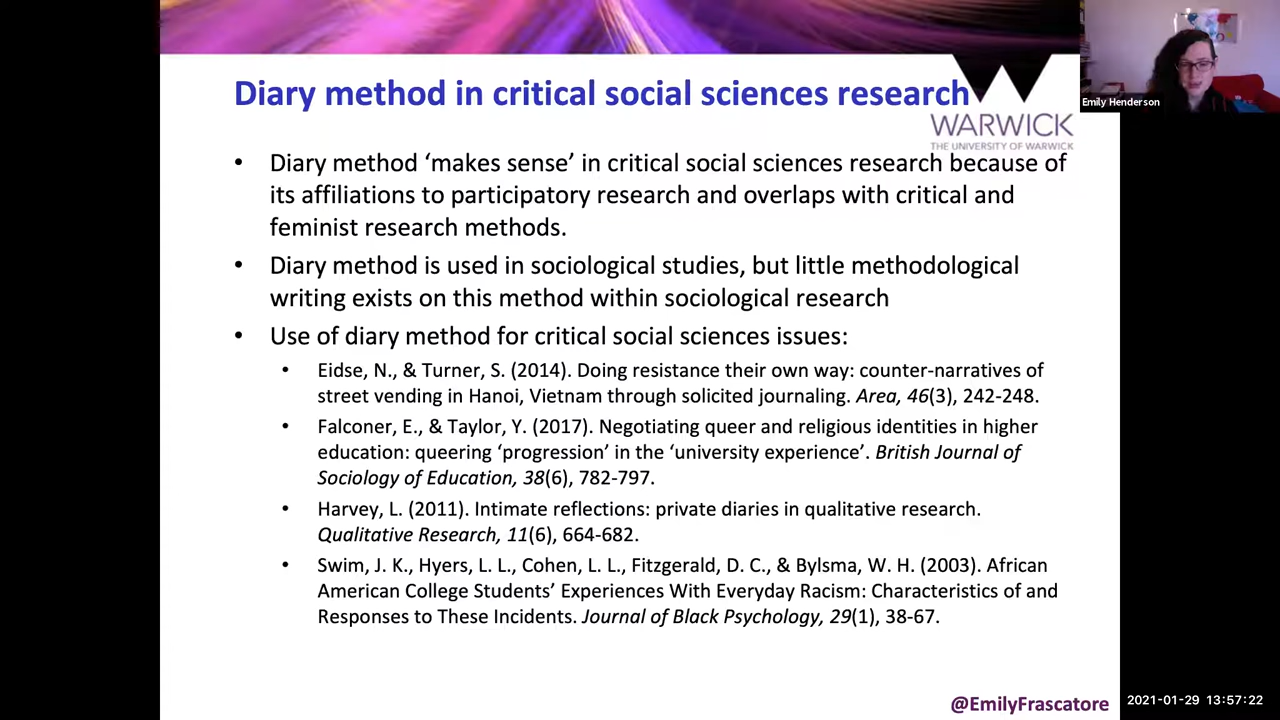 Diary method in critical social sciences research
WARWICK
THE UNIVERSITY OF WARWICK
Emily Henderson
• Diary method ‘makes sense’ in critical social sciences research because of
its affiliations to participatory research and overlaps with critical and
feminist research methods.
• Diary method is used in sociological studies, but little methodological
writing exists on this method within sociological research
• Use of diary method for critical social sciences issues:
• Eidse, N., & Turner, S. (2014). Doing resistance their own way: counter-narratives of
street vending in Hanoi, Vietnam through solicited journaling. Area, 46(3), 242-248.
• Falconer, E., & Taylor, Y. (2017). Negotiating queer and religious identities in higher
education: queering ‘progression’ in the ‘university experience’. British Journal of
Sociology of Education, 38(6), 782-797.
• Harvey, L. (2011). Intimate reflections: private diaries in qualitative research.
Qualitative Research, 11(6), 664-682.
• Swim, J. K., Hyers, L. L., Cohen, L. L., Fitzgerald, D. C., & Bylsma, W. H. (2003). African
American College Students’ Experiences With Everyday Racism: Characteristics of and
Responses to These Incidents. Journal of Black Psychology, 29(1), 38-67.
@EmilyFrascatore
2021-01-29 13:57:22